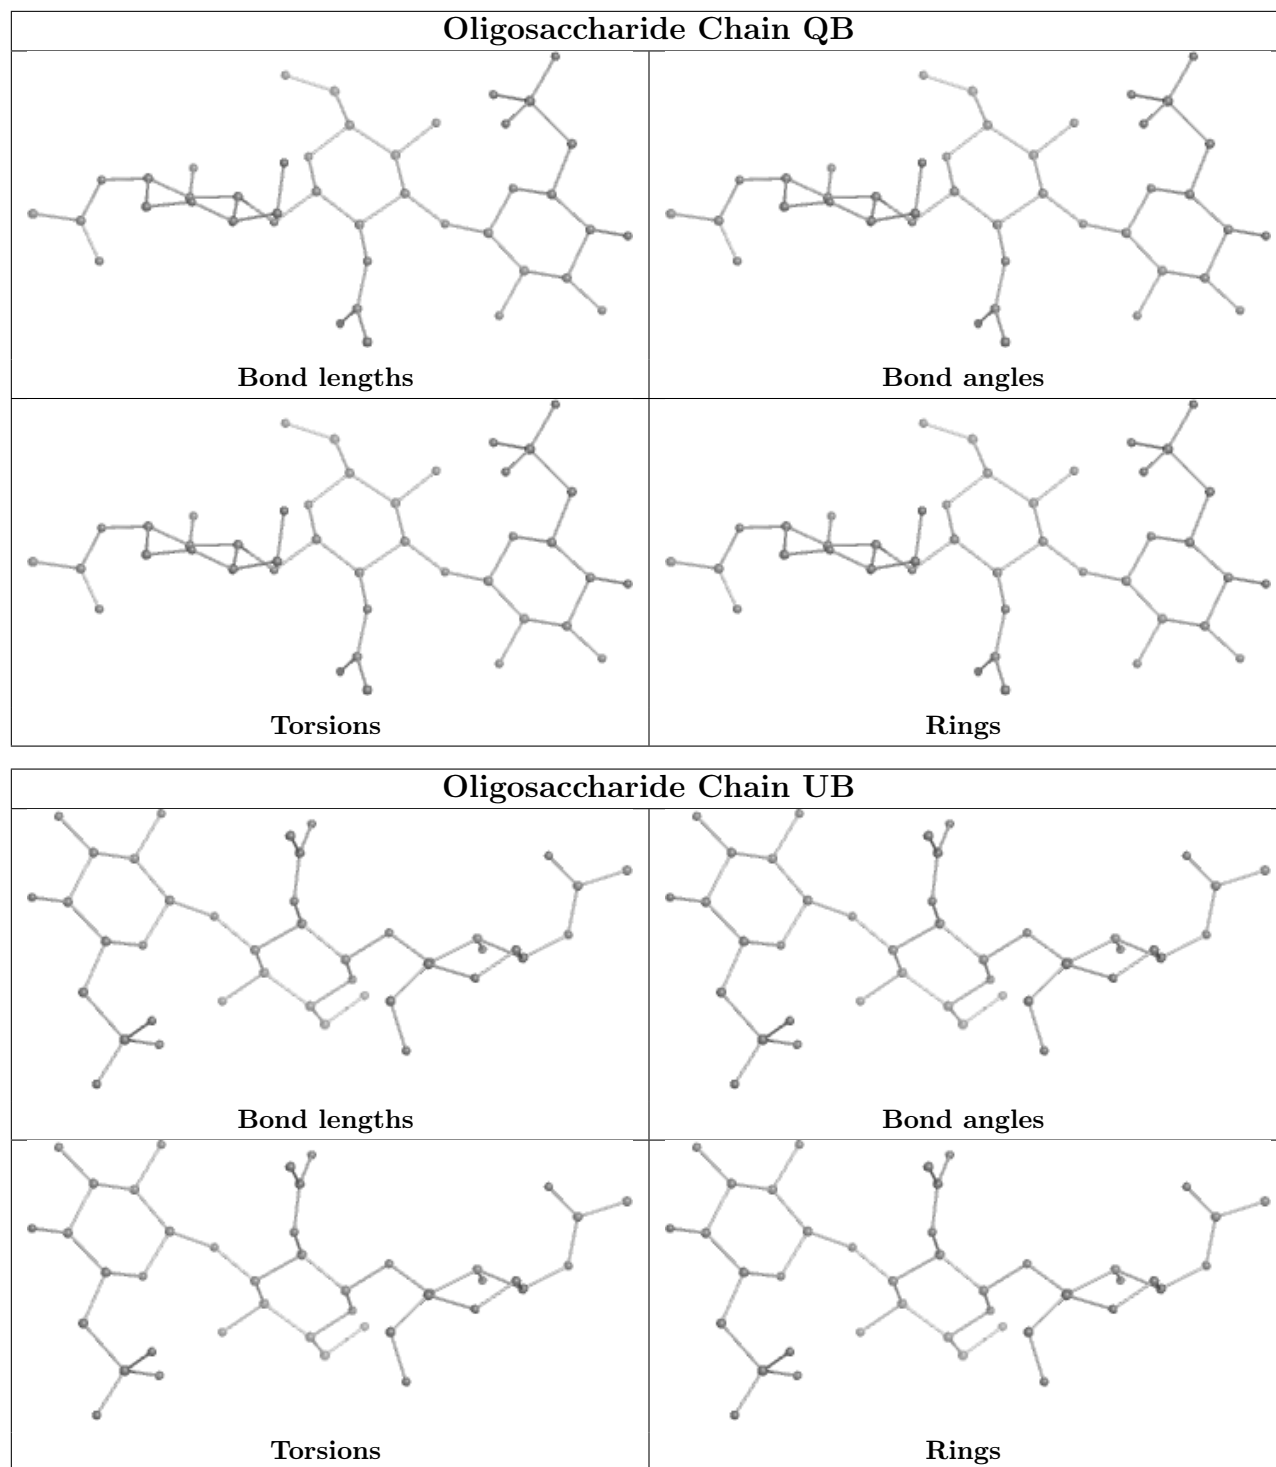 Oligosaccharide Chain QB
Bond lengths
Bond angles
Torsions
Rings
Oligosaccharide Chain UB
Bond lengths
Bond angles
Torsions
Rings